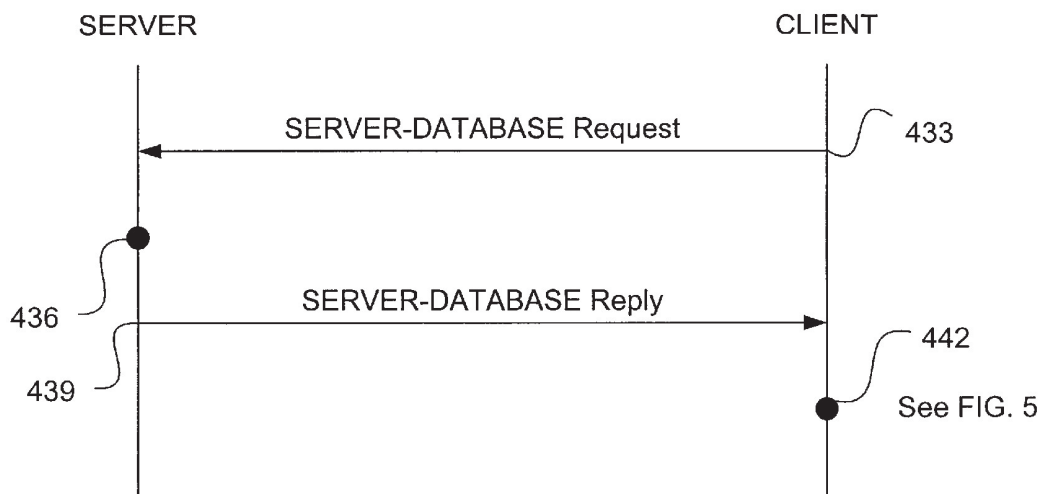 SERVER
CLIENT
SERVER-DATABASE Request
433
436
SERVER-DATABASE Reply
439
442
See FIG. 5